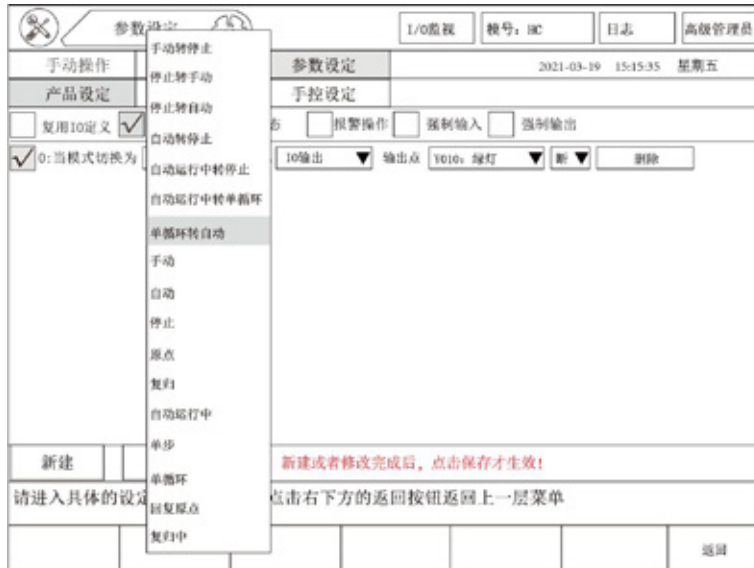 参数设定
I/O监视
模号: HC
日志
高级管理员
手动操作
参数设定
2021-03-19 15:15:35 星期五
产品设定
手控设定
复用IO定义
报警操作
强制输入
强制输出
0:当模式切换为
IO输出
输出点
Y010: 绿灯
断
删除
手动转停止
停止转手动
停止转自动
自动转停止
自动运行中转停止
自动运行中转单循环
单循环转自动
手动
自动
停止
原点
复归
自动运行中
单步
单循环
回复原点
复归中
新建
新建或者修改完成后，点击保存才生效!
请进入具体的设定
点击右下方的返回按钮返回上一层菜单
返回